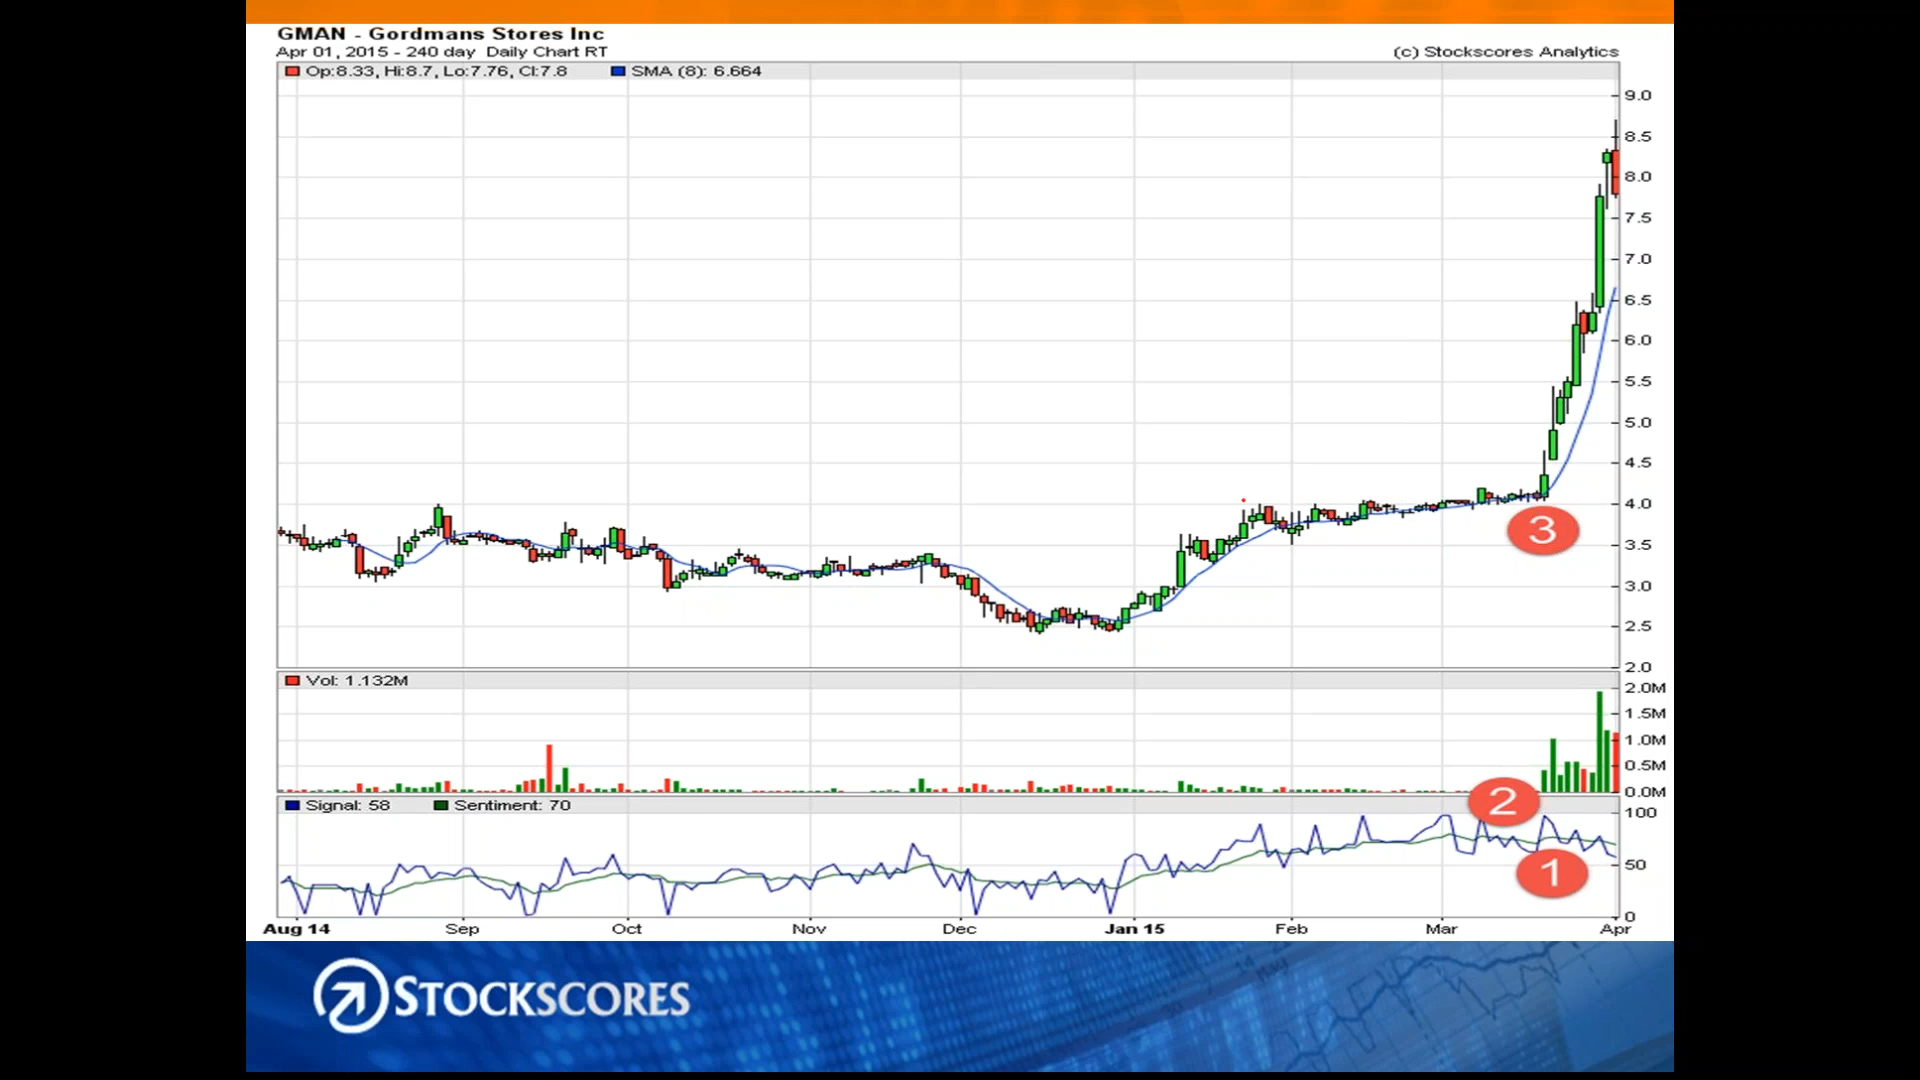 GMAN - Gordmans Stores Inc
Apr 01, 2015 - 240 day Daily Chart RT
(c) Stockscores Analytics
Op:8.33, Hi:8.7, Lo:7.76, Cl:7.8
SMA (8): 6.664
9.0
8.5
8.0
7.5
7.0
6.5
6.0
5.5
5.0
4.5
4.0
3
3.5
3.0
2.5
2.0
Vol: 1.132M
2.0M
1.5M
1.0M
0.5M
0.0M
2
Signal: 58
Sentiment: 70
100
50
1
0
Aug 14 Sep Oct Nov Dec Jan 15 Feb Mar Apr
STOCKSCORES